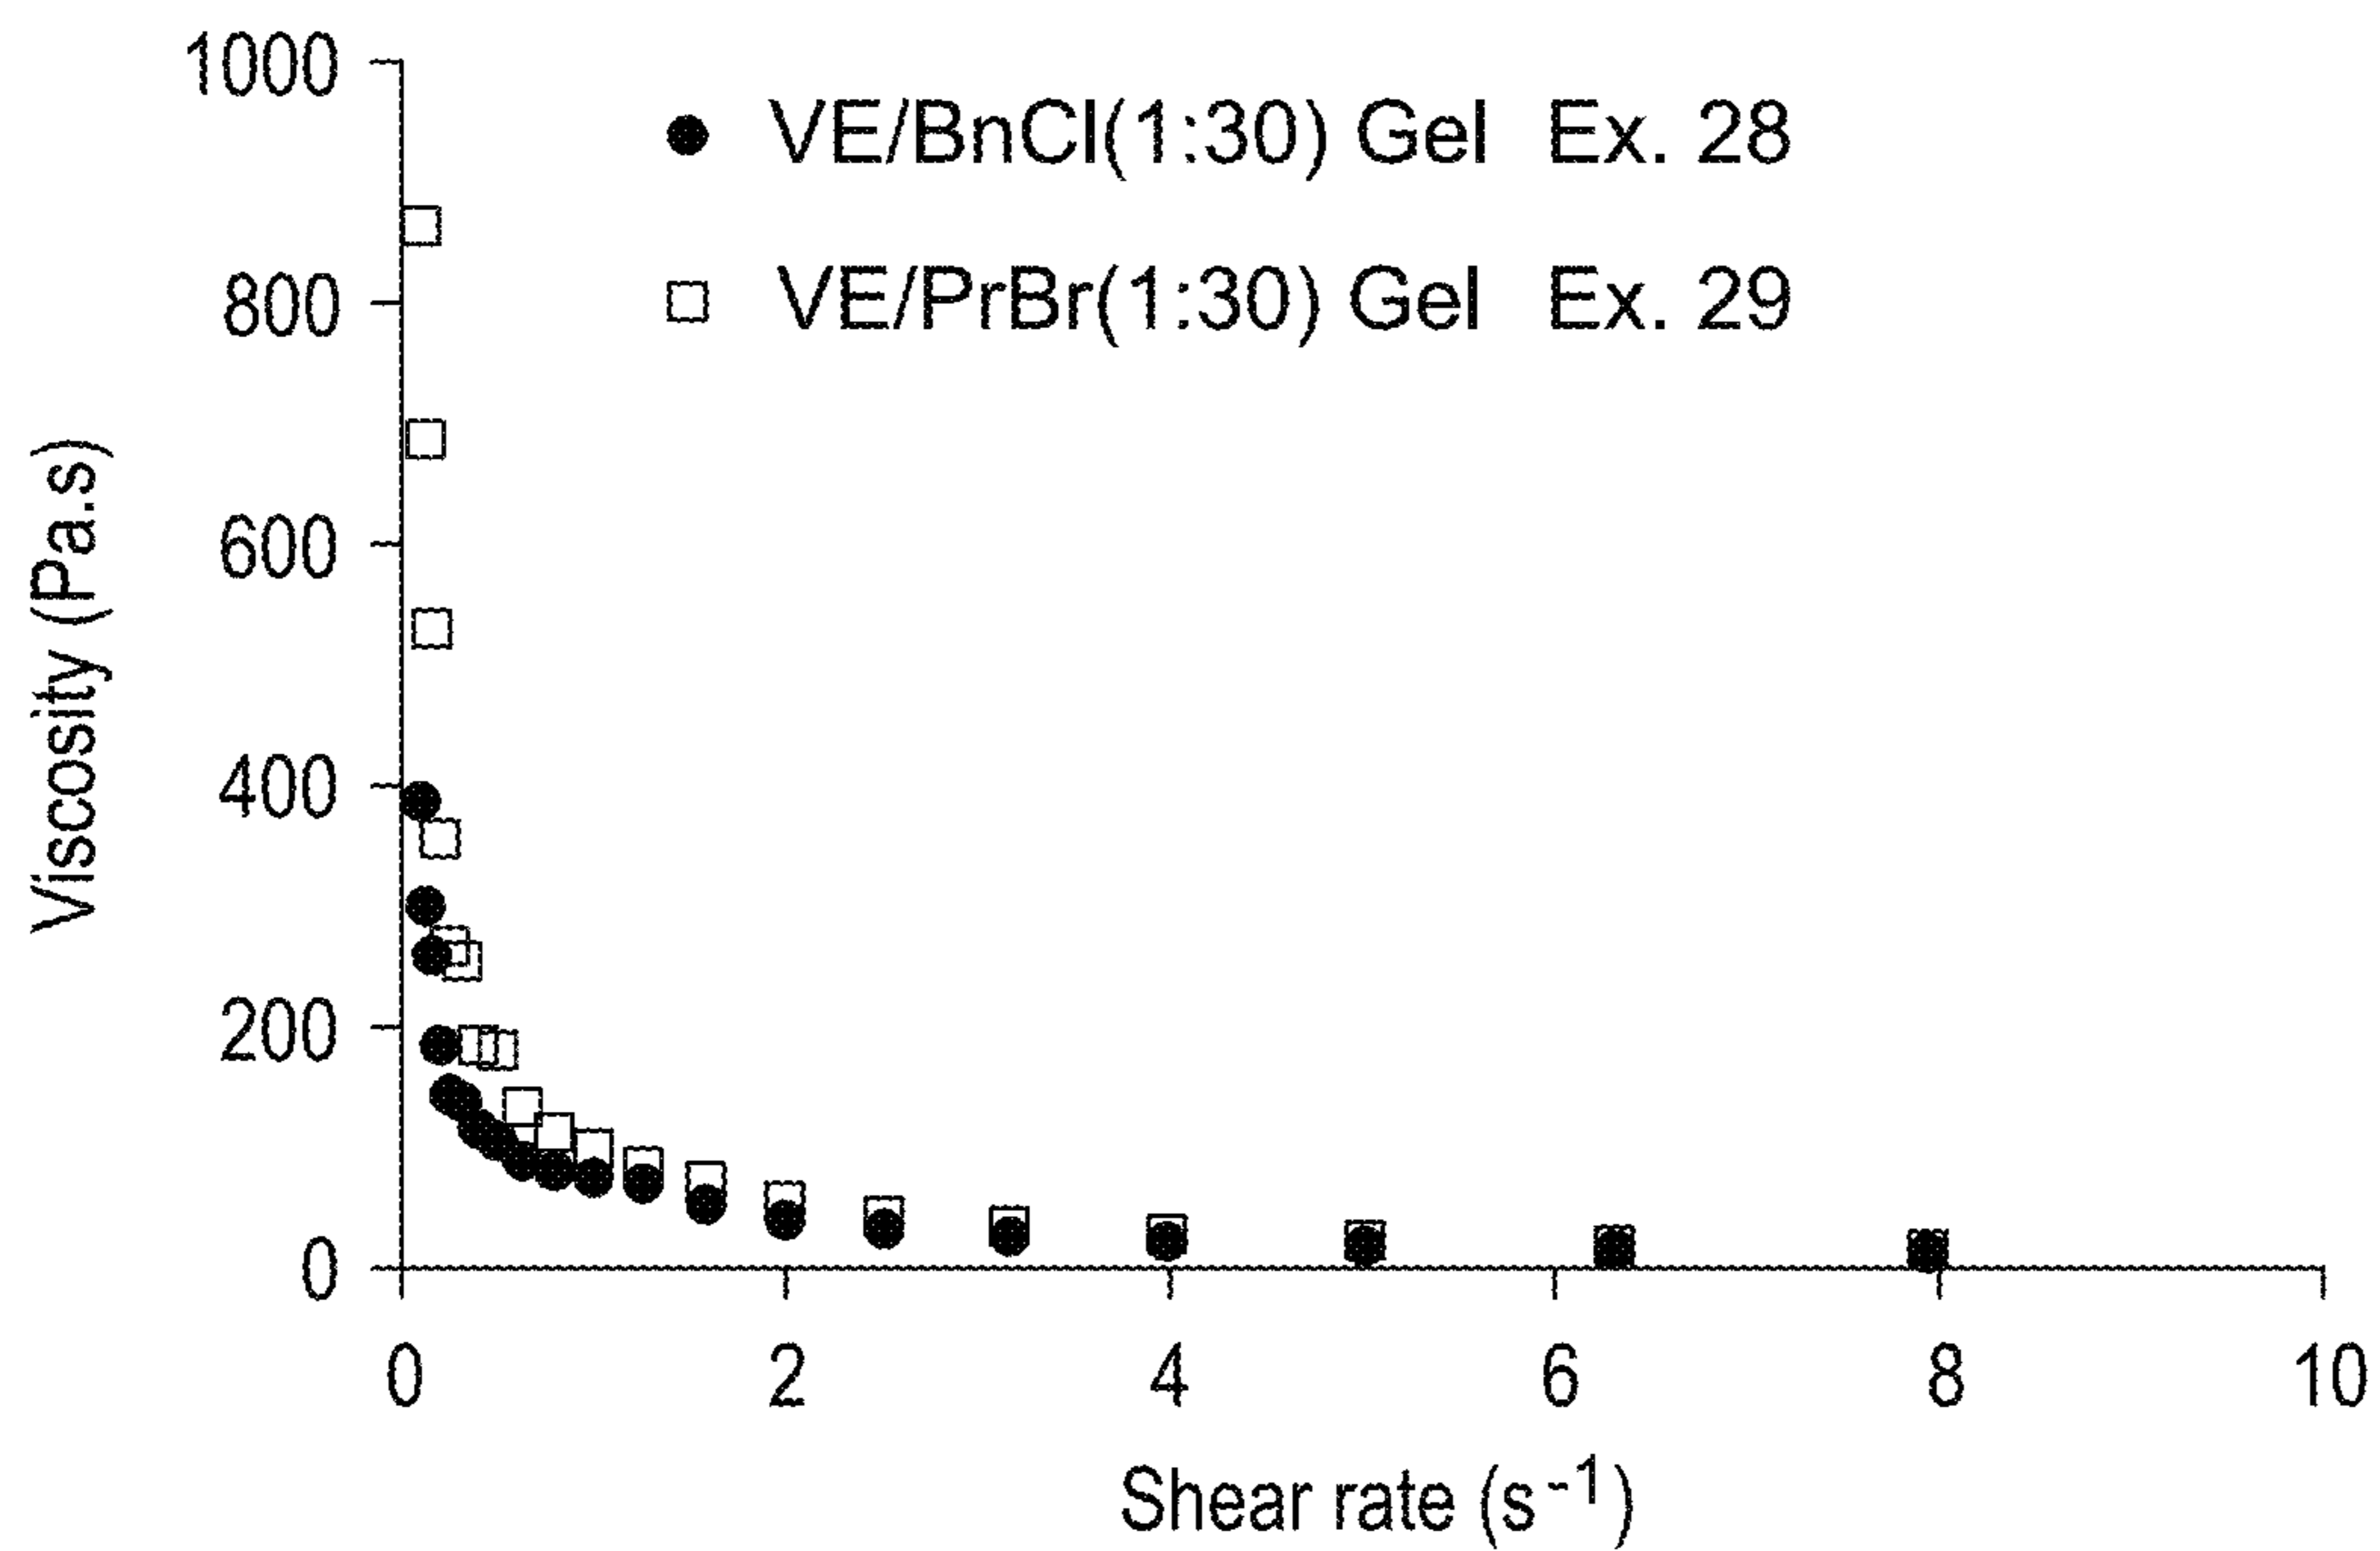 1000
800
600
400
200
0
Viscosity (Pa.s)
VE/BnCl(1:30) Gel Ex. 28
VE/PrBr(1:30) Gel Ex. 29
0 2 4 6 8 10
Shear rate (s⁻¹)